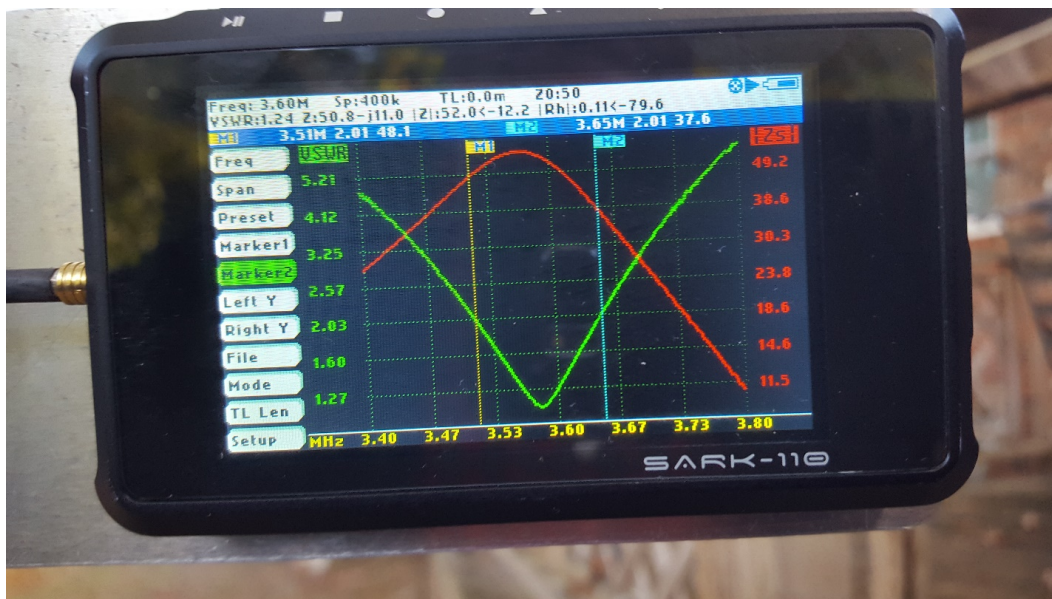 Freq: 3.60M Sp:400k TL:0.0m Z0:50
VSWR:1.24 Z:50.8-j11.0 |Z|:52.0<-12.2 |Rh|:0.11<-79.6
M1 3.51M 2.01 48.1 M2 3.65M 2.01 37.6
Freq VSWR M1 M2 |Zs|
Span 5.21 49.2
Preset 4.12 38.6
Marker1 3.25 30.3
Marker2 2.57 23.8
Left Y
Right Y 2.03 18.6
File 1.60 14.6
Mode 1.27 11.5
TL Len
Setup MHz 3.40 3.47 3.53 3.60 3.67 3.73 3.80
SARK-110